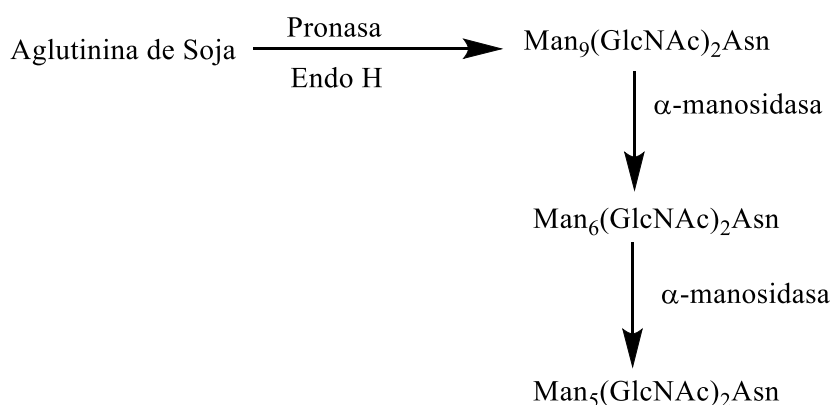 Aglutinina de Soja
Pronasa
Endo H
Man₉(GlcNAc)₂Asn
α-manosidasa
Man₆(GlcNAc)₂Asn
α-manosidasa
Man₅(GlcNAc)₂Asn